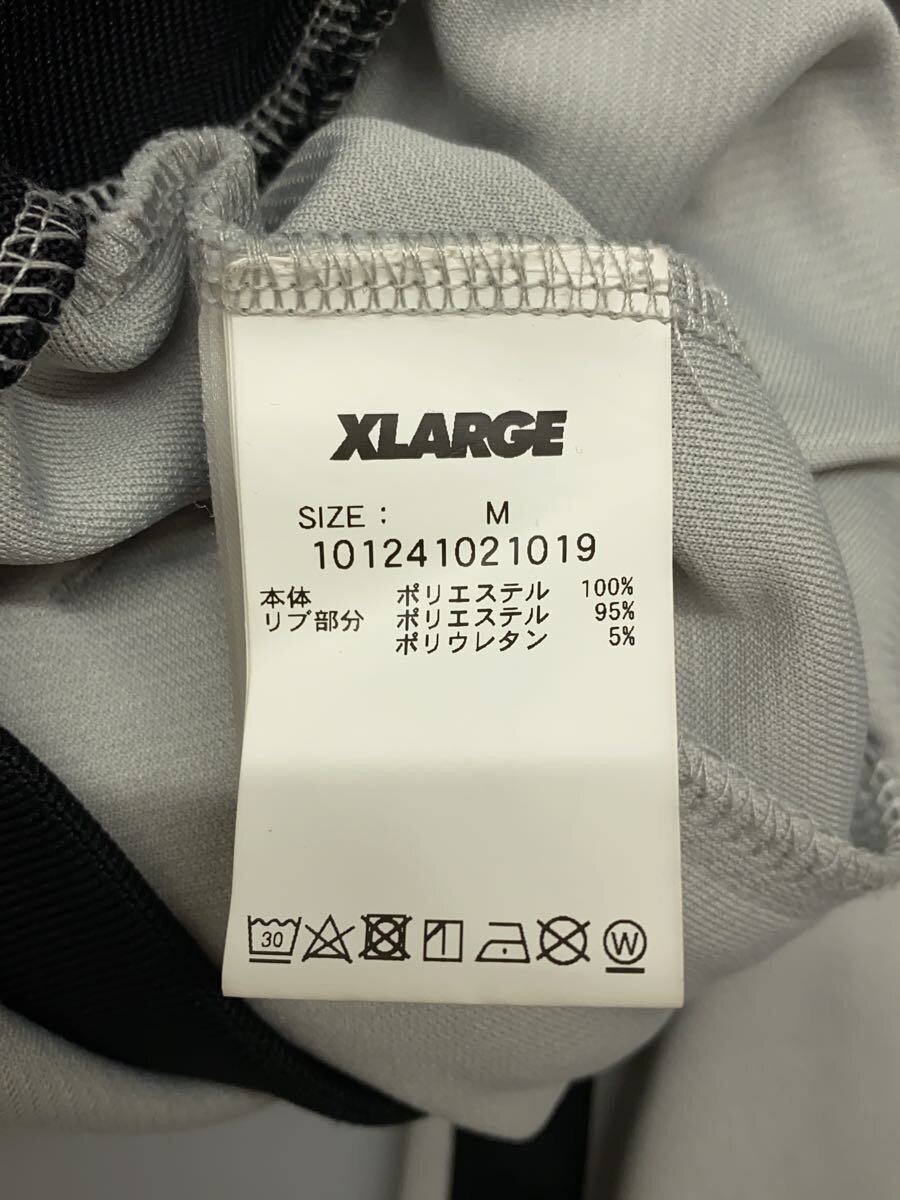 XLARGE
SIZE : M
101241021019
本体 ポリエステル 100%
リブ部分 ポリエステル 95%
ポリウレタン 5%
30 W